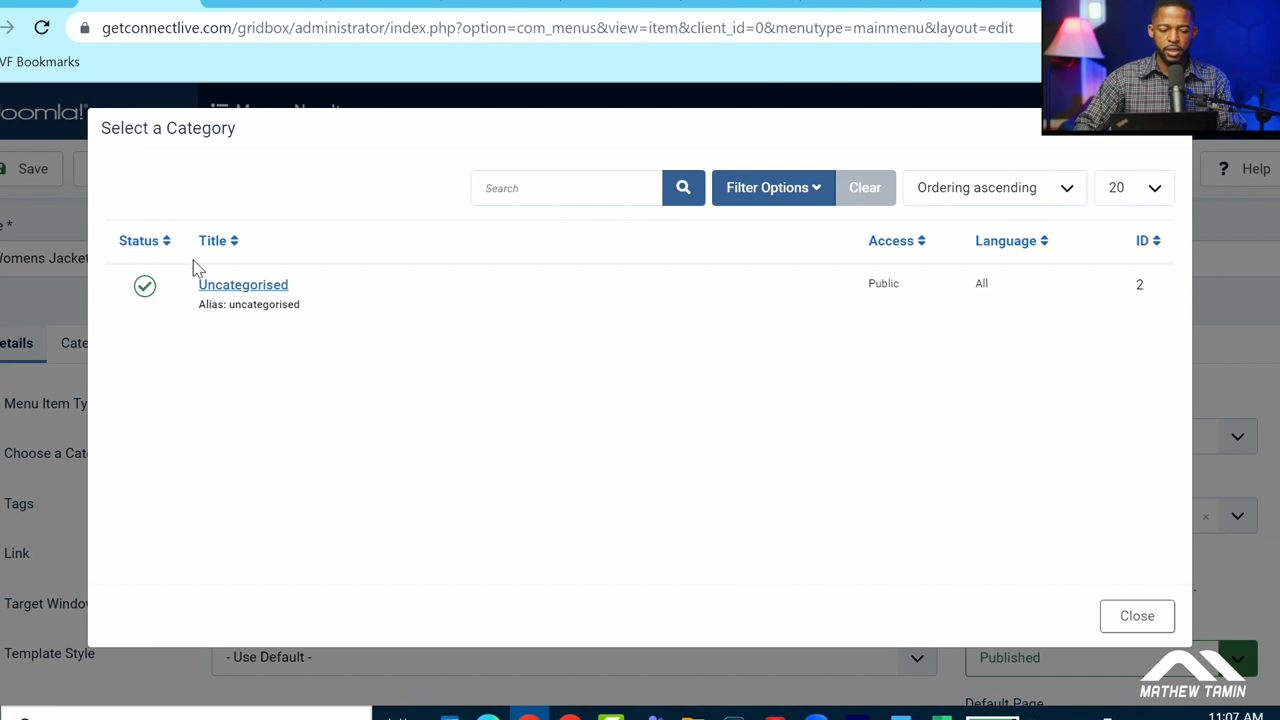 getconnectlive.com/gridbox/administrator/index.php?option=com_menus&view=item&client_id=0&menutype=mainmenu&layout=edit
VF Bookmarks
oomla!
Select a Category
Save
Help
Search
Filter Options
Clear
Ordering ascending
20
Status
Title
Access
Language
ID
Womens Jacket
Uncategorised
Public
All
2
Alias: uncategorised
etails
Cate
Menu Item Ty
Choose a Cat
Tags
Link
Target Windo
Close
Template Style
- Use Default -
Published
MATHEW TAMIN
Default Page
11:07 AM